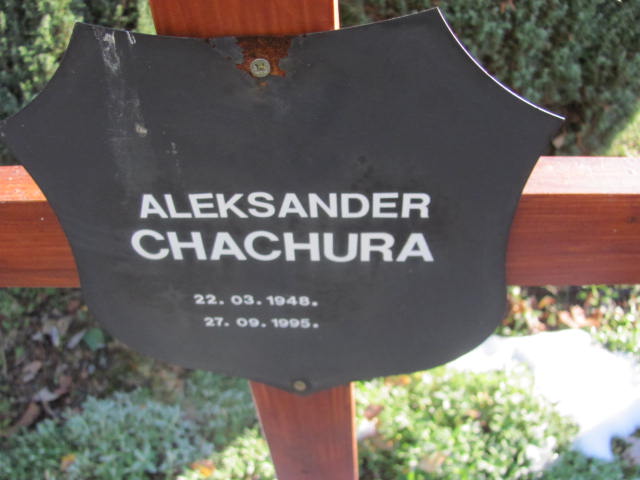 ALEKSANDER
CHACHURA
22. 03. 1948.
27. 09. 1995.